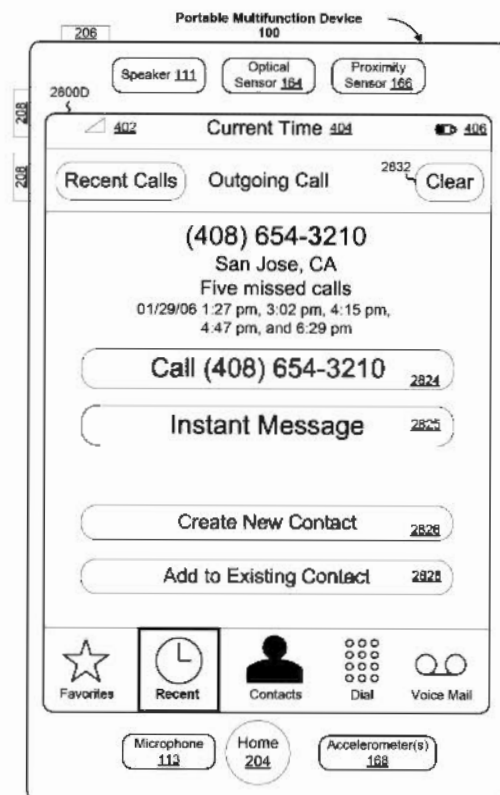 Portable Multifunction Device
100
206
Speaker 111
Optical
Sensor 164
Proximity
Sensor 166
2800D
208
402
Current Time 404
406
208
Recent Calls
Outgoing Call
2832
Clear
(408) 654-3210
San Jose, CA
Five missed calls
01/29/06 1:27 pm, 3:02 pm, 4:15 pm,
4:47 pm, and 6:29 pm
Call (408) 654-3210 2824
Instant Message 2825
Create New Contact 2826
Add to Existing Contact 2828
Favorites
Recent
Contacts
Dial
Voice Mail
Microphone
113
Home
204
Accelerometer(s)
168